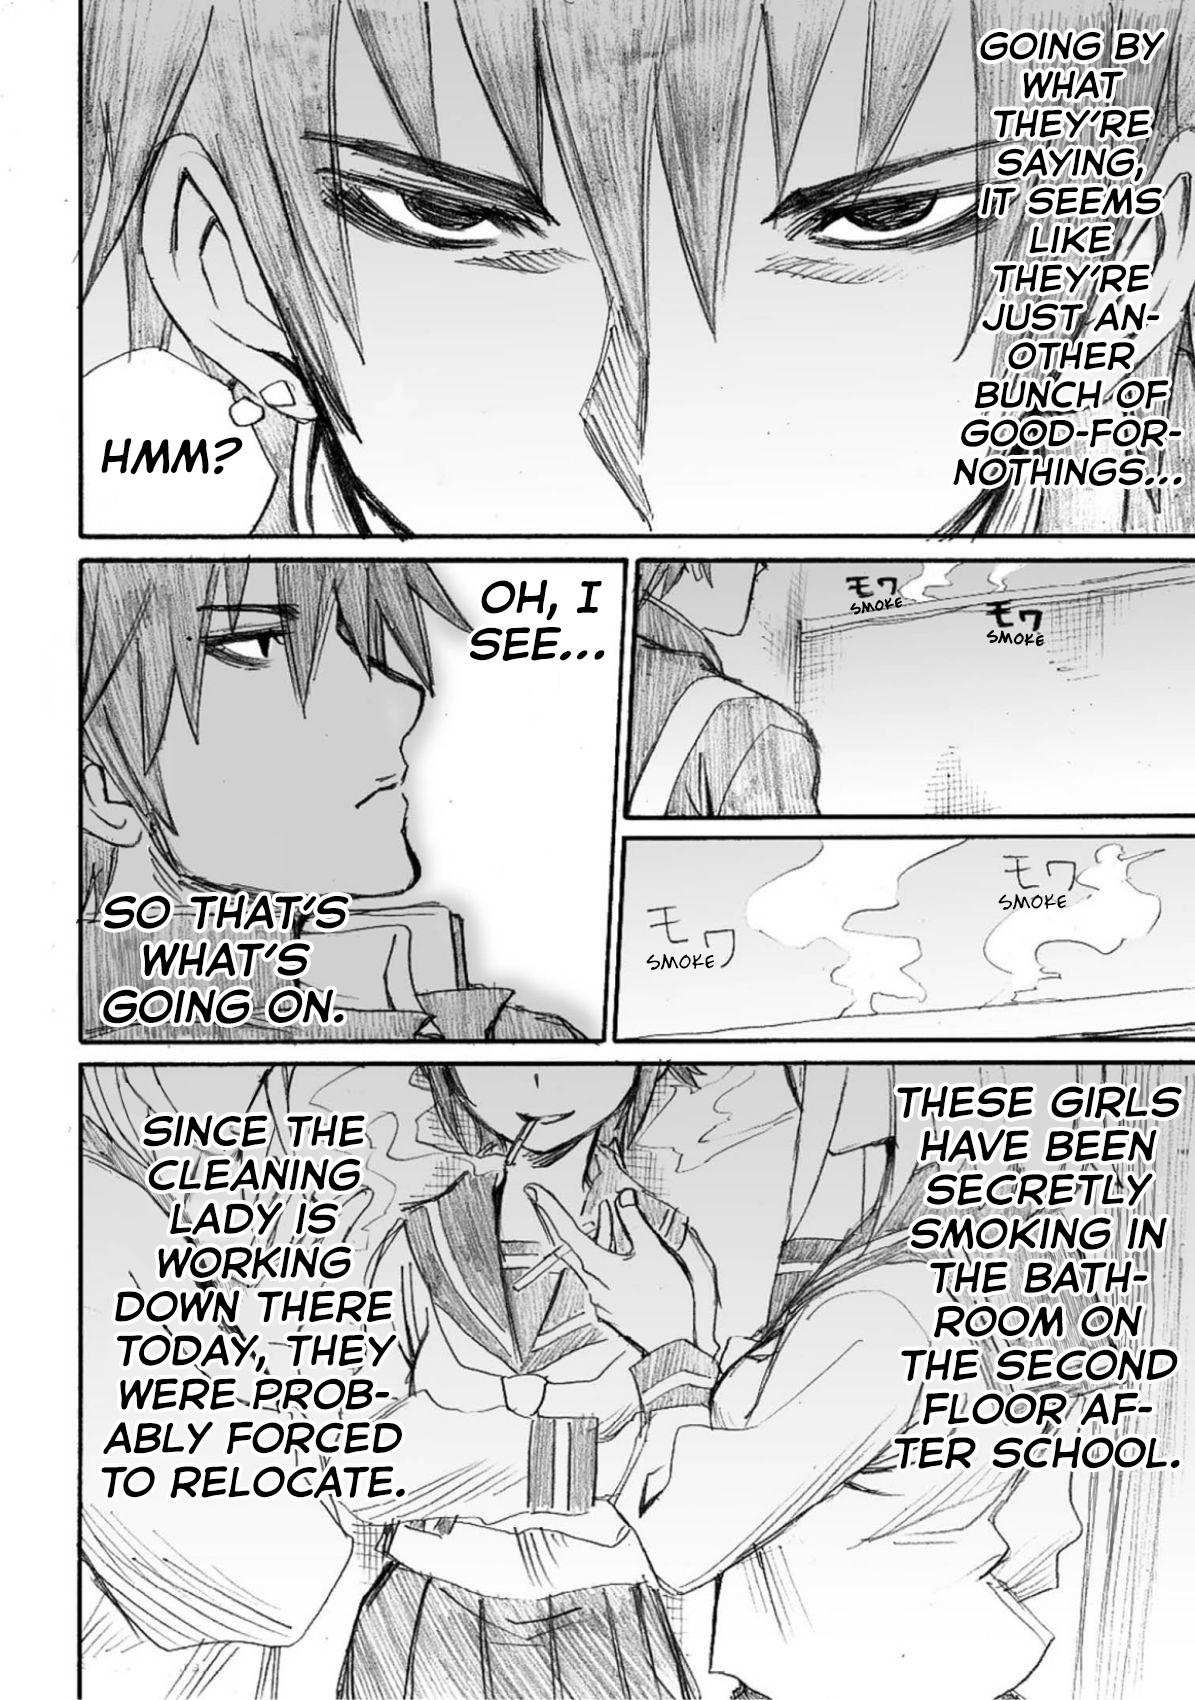 GOING BY
WHAT
THEY'RE
SAYING,
IT SEEMS
LIKE
THEY'RE
JUST AN-
OTHER
BUNCH OF
GOOD-FOR-
NOTHINGS...
HMM?
モワ
SMOKE
モワ
SMOKE
モワ
SMOKE
モワ
SMOKE
OH, I
SEE...
SO THAT'S
WHAT'S
GOING ON.
THESE GIRLS
HAVE BEEN
SECRETLY
SMOKING IN
THE BATH-
ROOM ON
THE SECOND
FLOOR AF-
TER SCHOOL.
SINCE THE
CLEANING
LADY IS
WORKING
DOWN THERE
TODAY, THEY
WERE PROB-
ABLY FORCED
TO RELOCATE.